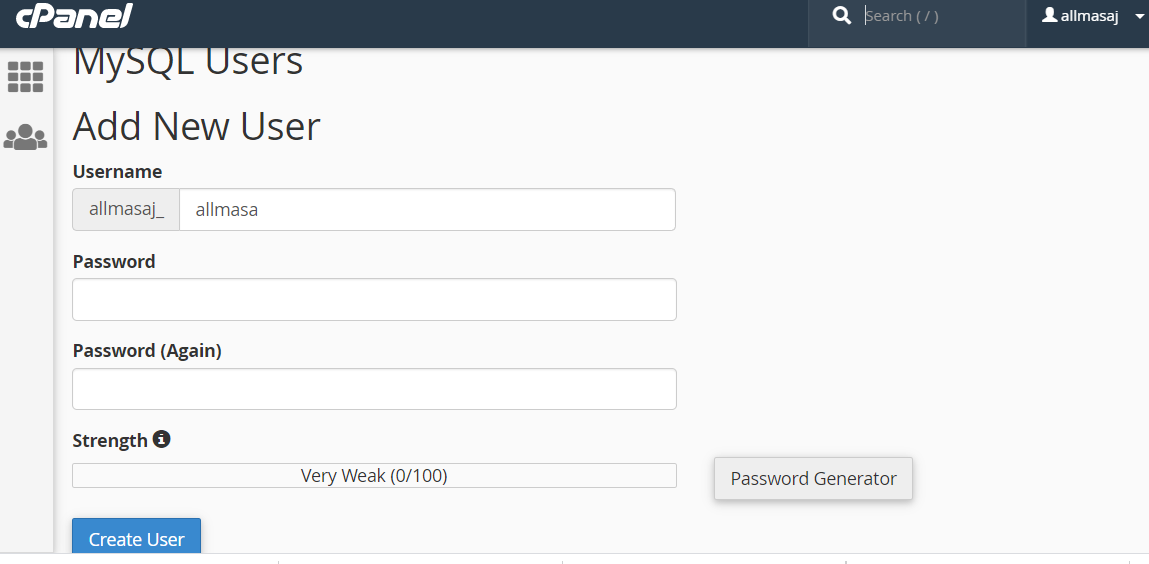 cPanel
Search ( / )
allmasaj
MySQL Users
Add New User
Username
allmasaj_
allmasa
Password
Password (Again)
Strength
Very Weak (0/100)
Password Generator
Create User